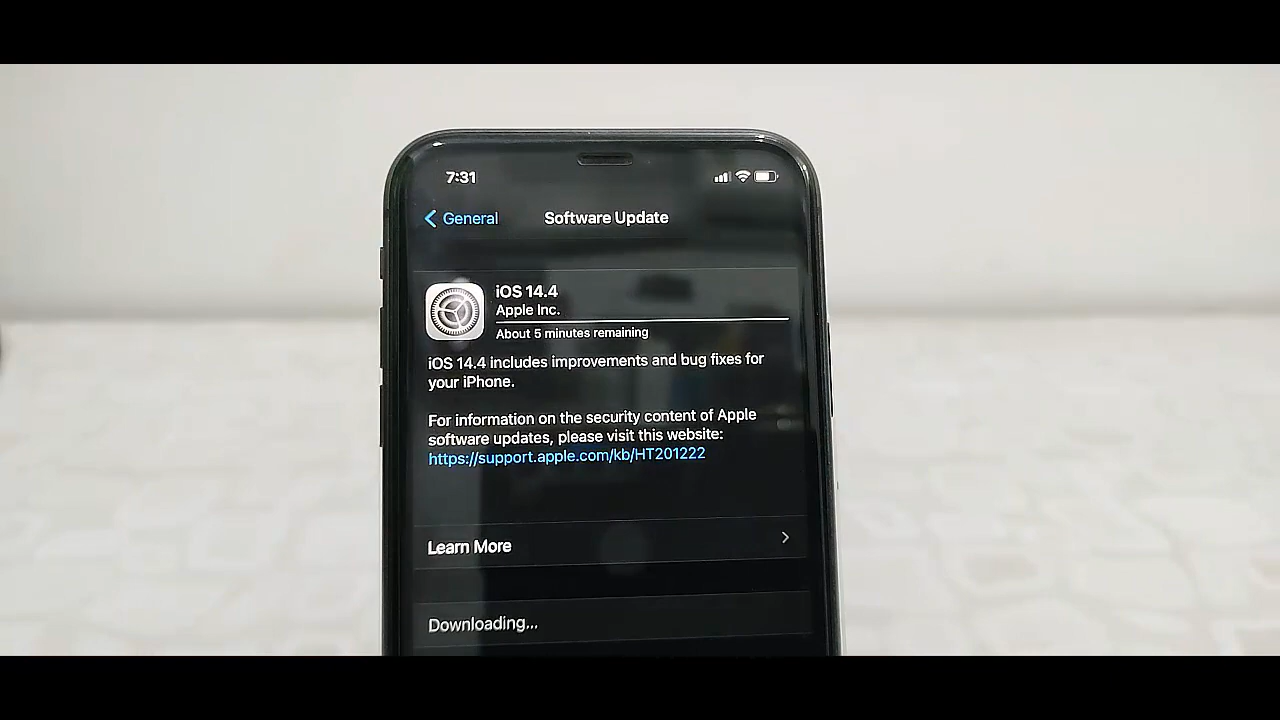 7:31
General
Software Update
iOS 14.4
Apple Inc.
About 5 minutes remaining
iOS 14.4 includes improvements and bug fixes for
your iPhone.
For information on the security content of Apple
software updates, please visit this website:
https://support.apple.com/kb/HT201222
Learn More
Downloading...